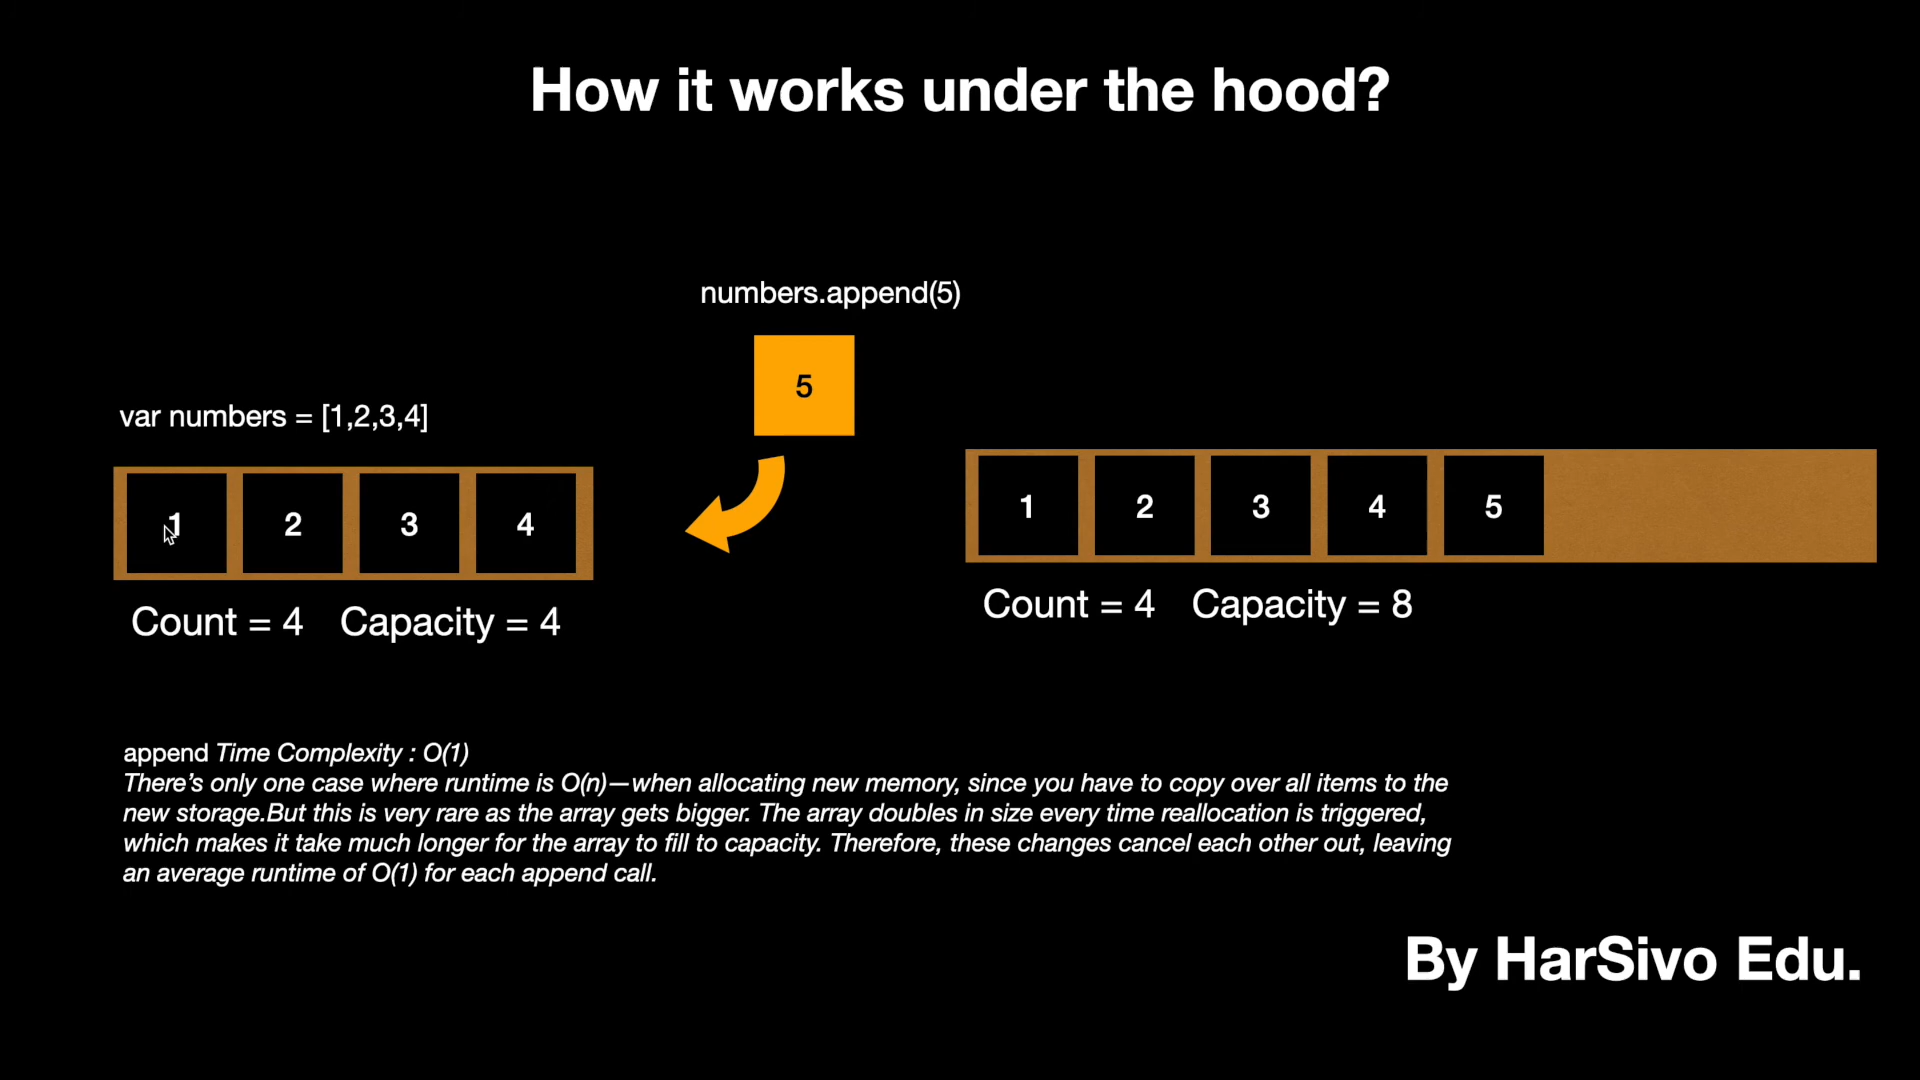 How it works under the hood?
numbers.append(5)
5
var numbers = [1,2,3,4]
1 2 3 4
Count = 4 Capacity = 4
1 2 3 4 5
Count = 4 Capacity = 8
append Time Complexity : O(1)
There’s only one case where runtime is O(n)—when allocating new memory, since you have to copy over all items to the
new storage.But this is very rare as the array gets bigger. The array doubles in size every time reallocation is triggered,
which makes it take much longer for the array to fill to capacity. Therefore, these changes cancel each other out, leaving
an average runtime of O(1) for each append call.
By HarSivo Edu.